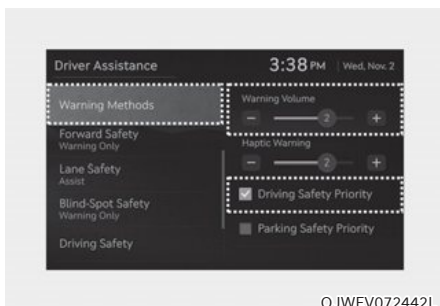 Driver Assistance
3:38 PM Wed, Nov. 2
Warning Methods
Forward Safety
Warning Only
Lane Safety
Assist
Blind-Spot Safety
Warning Only
Driving Safety
Warning Volume
- 2 +
Haptic Warning
- 2 +
Driving Safety Priority
Parking Safety Priority
OJWEV072442L